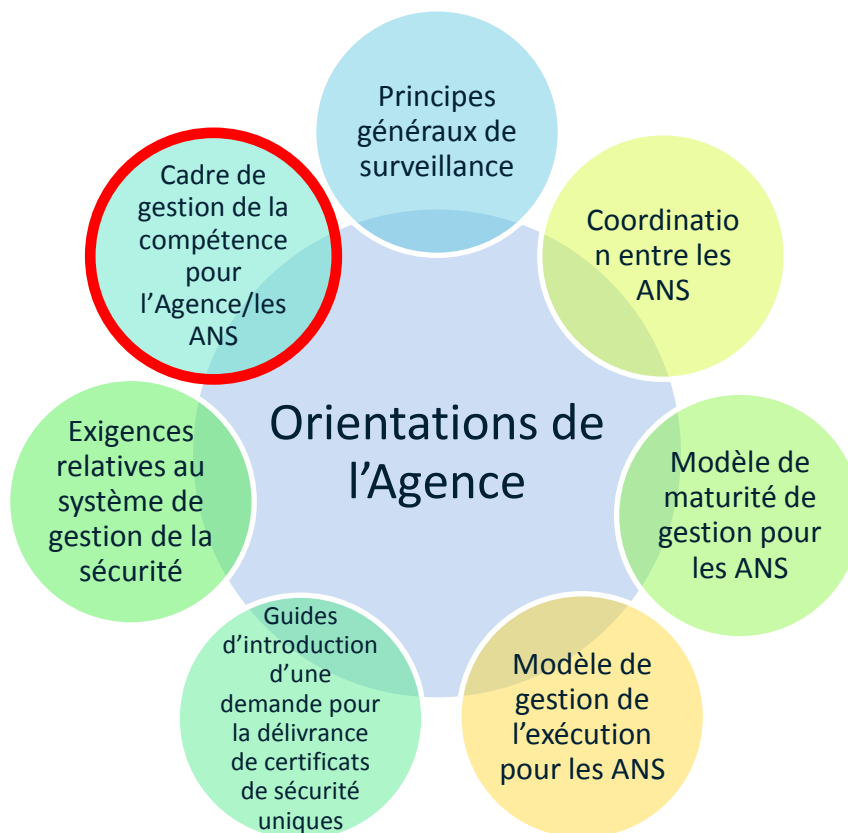 Principes
généraux de
surveillance
Coordinatio
n entre les
ANS
Modèle de
maturité de
gestion pour
les ANS
Modèle de
gestion de
l’exécution
pour les ANS
Guides
d’introduction
d’une
demande pour
la délivrance
de certificats
de sécurité
uniques
Exigences
relatives au
système de
gestion de la
sécurité
Cadre de
gestion de la
compétence
pour
l’Agence/les
ANS
Orientations de
l’Agence